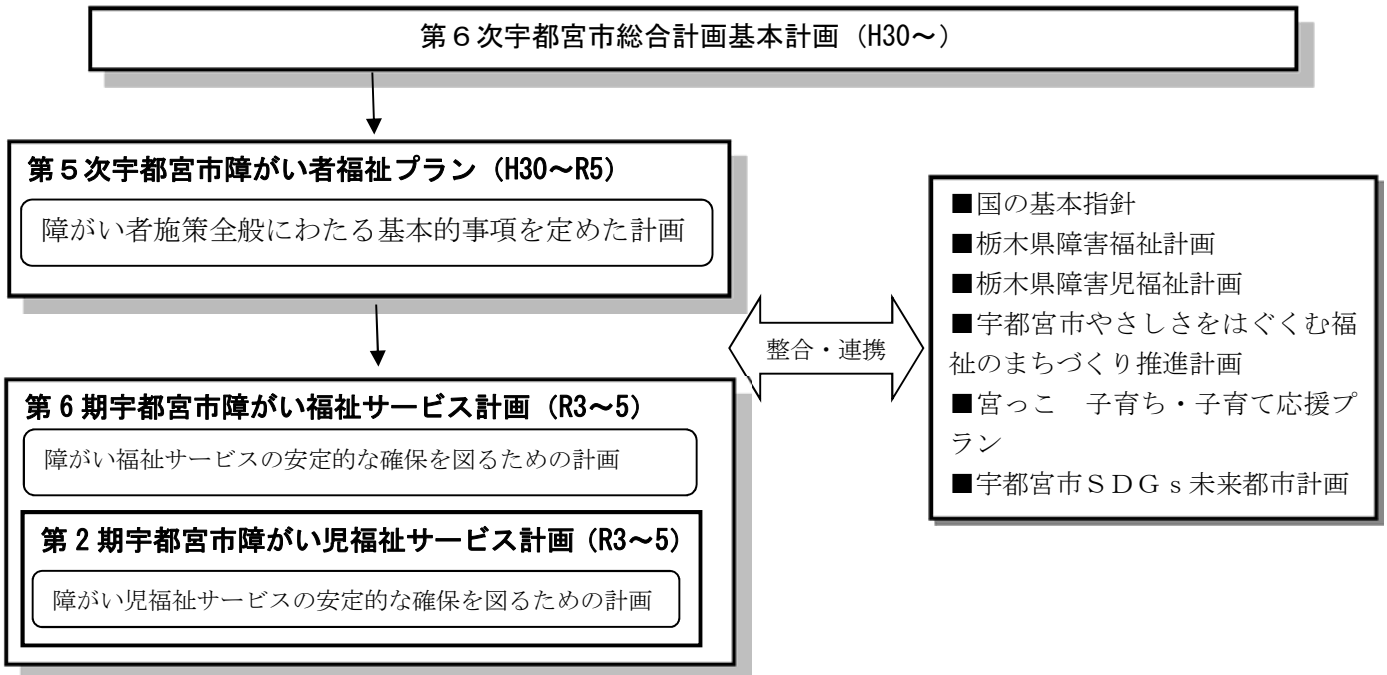 第６次宇都宮市総合計画基本計画（H30～）
第５次宇都宮市障がい者福祉プラン（H30～R5）
障がい者施策全般にわたる基本的事項を定めた計画
第６期宇都宮市障がい福祉サービス計画（R3～5）
障がい福祉サービスの安定的な確保を図るための計画
第２期宇都宮市障がい児福祉サービス計画（R3～5）
障がい児福祉サービスの安定的な確保を図るための計画
整合・連携
■国の基本指針
■栃木県障害福祉計画
■栃木県障害児福祉計画
■宇都宮市やさしさをはぐくむ福
祉のまちづくり推進計画
■宮っこ　子育ち・子育て応援プ
ラン
■宇都宮市ＳＤＧｓ未来都市計画